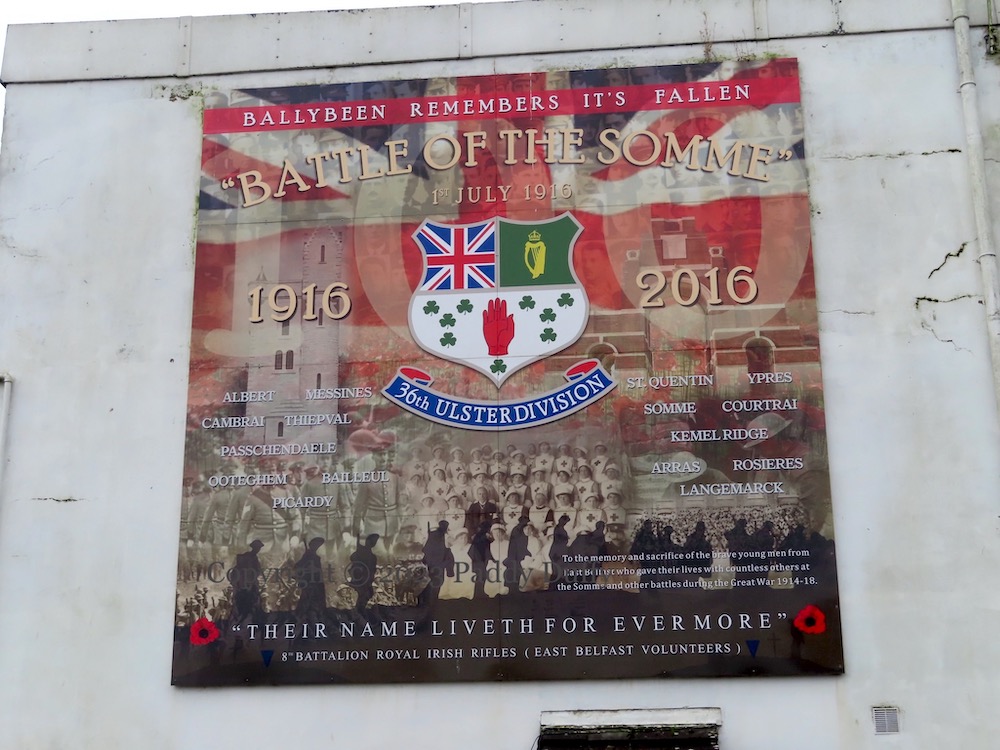 BALLYBEEN REMEMBERS IT'S FALLEN
"BATTLE OF THE SOMME"
1ST JULY 1916
1916
2016
36th ULSTER DIVISION
ALBERT MESSINES
CAMBRAI THIEPVAL
PASSCHENDAELE
OOTEGHEM BAILLEUL
PICARDY
ST. QUENTIN YPRES
SOMME COURTRAI
KEMEL RIDGE
ARRAS ROSIERES
LANGEMARCK
To the memory and sacrifice of the brave young men from
East Belfast who gave their lives with countless others at
the Somme and other battles during the Great War 1914-18.
Copyright © Paddy
"THEIR NAME LIVETH FOR EVERMORE"
8TH BATTALION ROYAL IRISH RIFLES ( EAST BELFAST VOLUNTEERS )